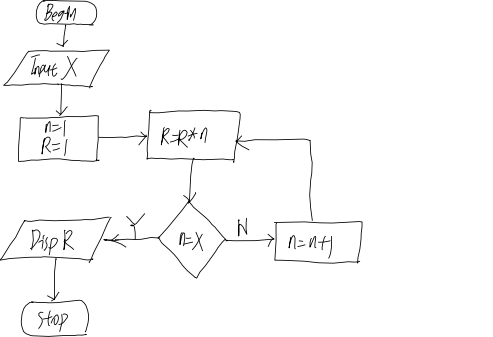 Begin
Input X
n=1
R=1
R=R*n
n=X
Y
N
n=n+1
Disp R
Stop